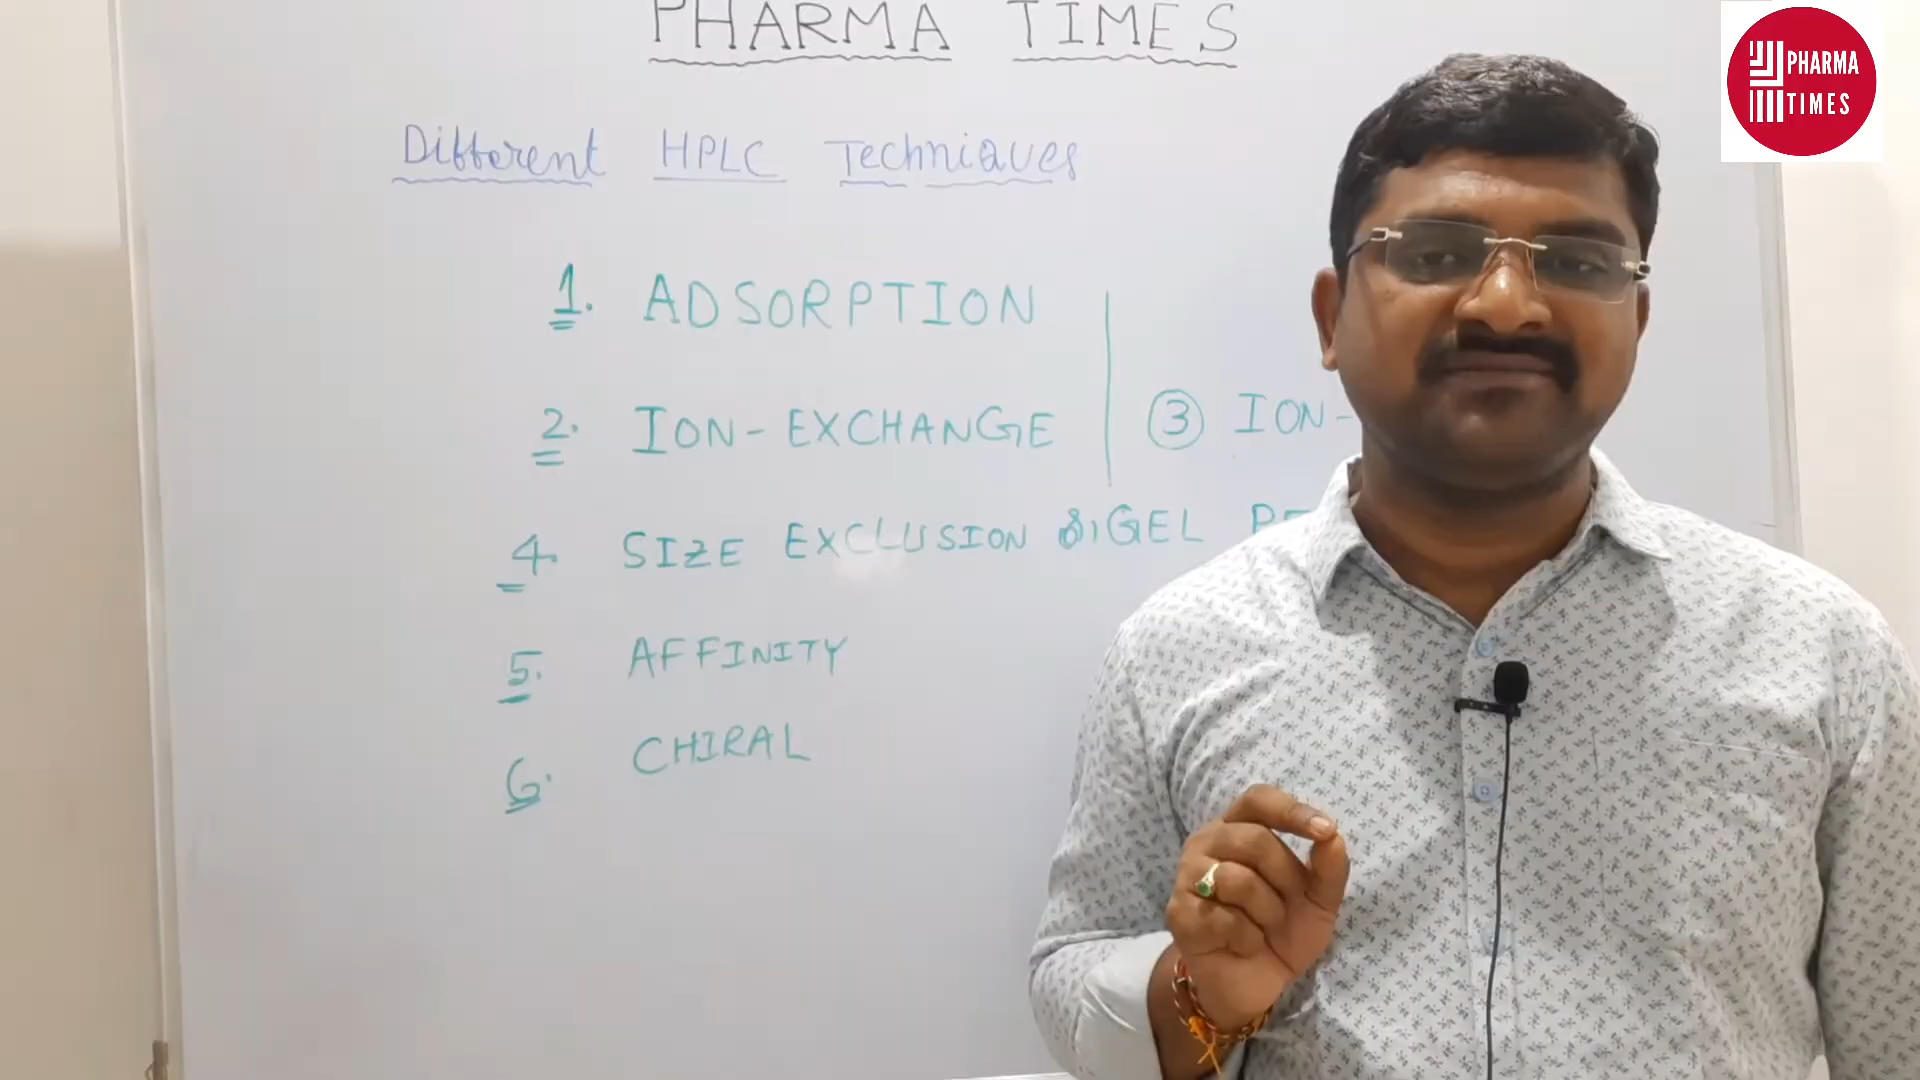 PHARMA TIMES
PHARMA
TIMES
Different HPLC Techniques
1. ADSORPTION
2. ION-EXCHANGE
3 ION-
4. SIZE EXCLUSION & GEL
5. AFFINITY
6. CHIRAL